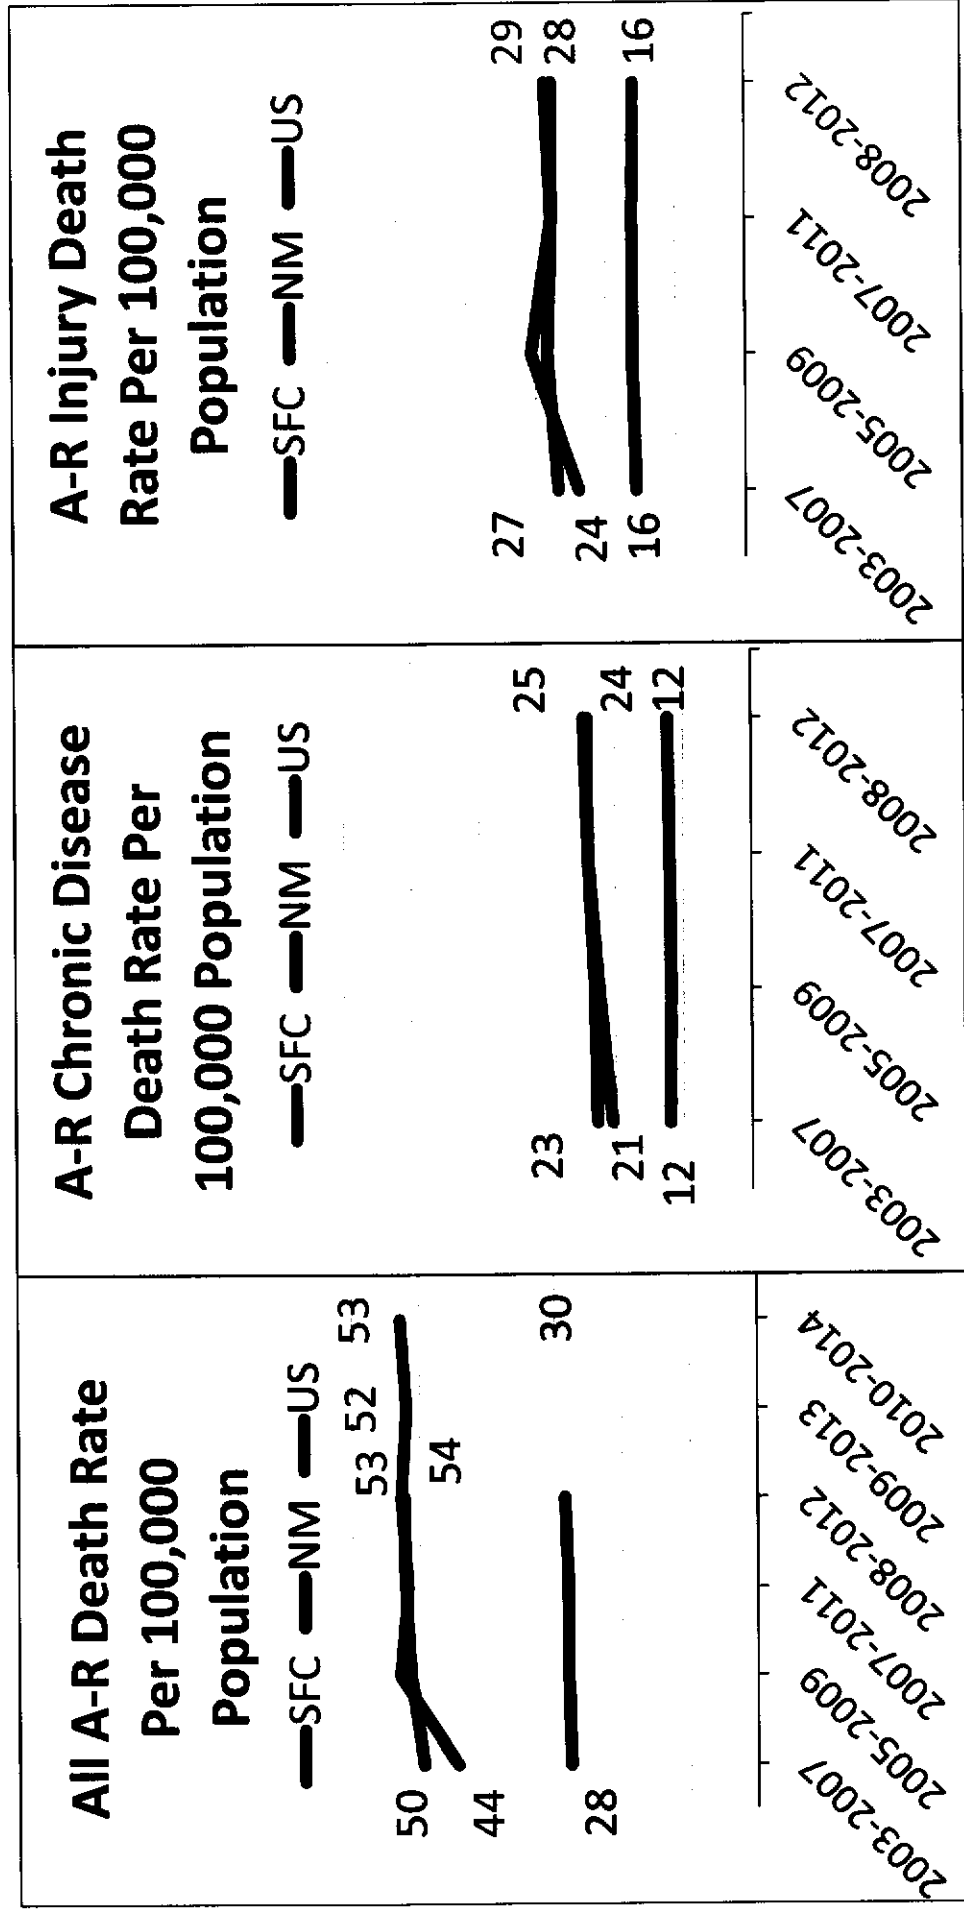 All A-R Death Rate
Per 100,000
Population
SFC NM US
50
44
28
53
52
53
54
30
2003-2007
2005-2009
2007-2011
2008-2012
2009-2013
2010-2014
A-R Chronic Disease
Death Rate Per
100,000 Population
SFC NM US
23
21
12
25
24
12
2003-2007
2005-2009
2007-2011
2008-2012
A-R Injury Death
Rate Per 100,000
Population
SFC NM US
27
24
16
29
28
16
2003-2007
2005-2009
2007-2011
2008-2012